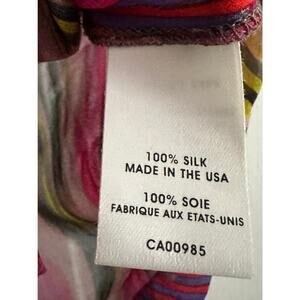 100% SILK
MADE IN THE USA
100% SOIE
FABRIQUE AUX ETATS-UNIS
CA00985